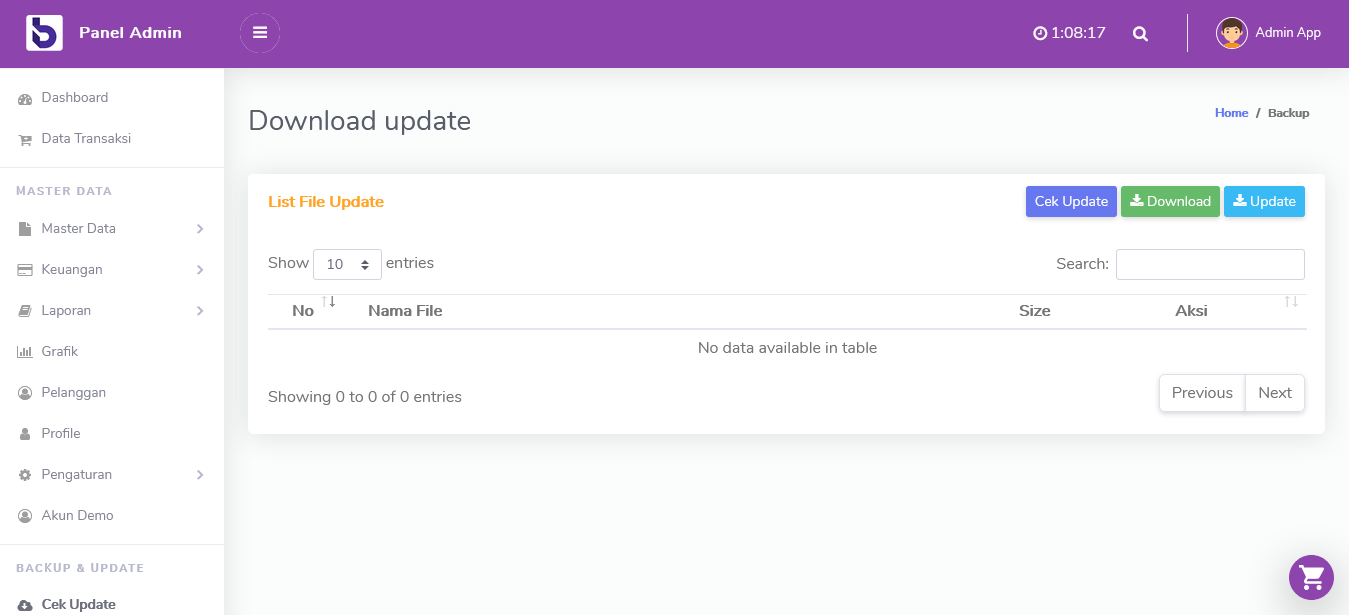 Panel Admin
1:08:17
Admin App
Dashboard
Data Transaksi
MASTER DATA
Master Data
Keuangan
Laporan
Grafik
Pelanggan
Profile
Pengaturan
Akun Demo
BACKUP & UPDATE
Cek Update
Download update
Home / Backup
List File Update
Cek Update Download Update
Show 10 entries
Search:
No Nama File Size Aksi
No data available in table
Showing 0 to 0 of 0 entries
Previous Next